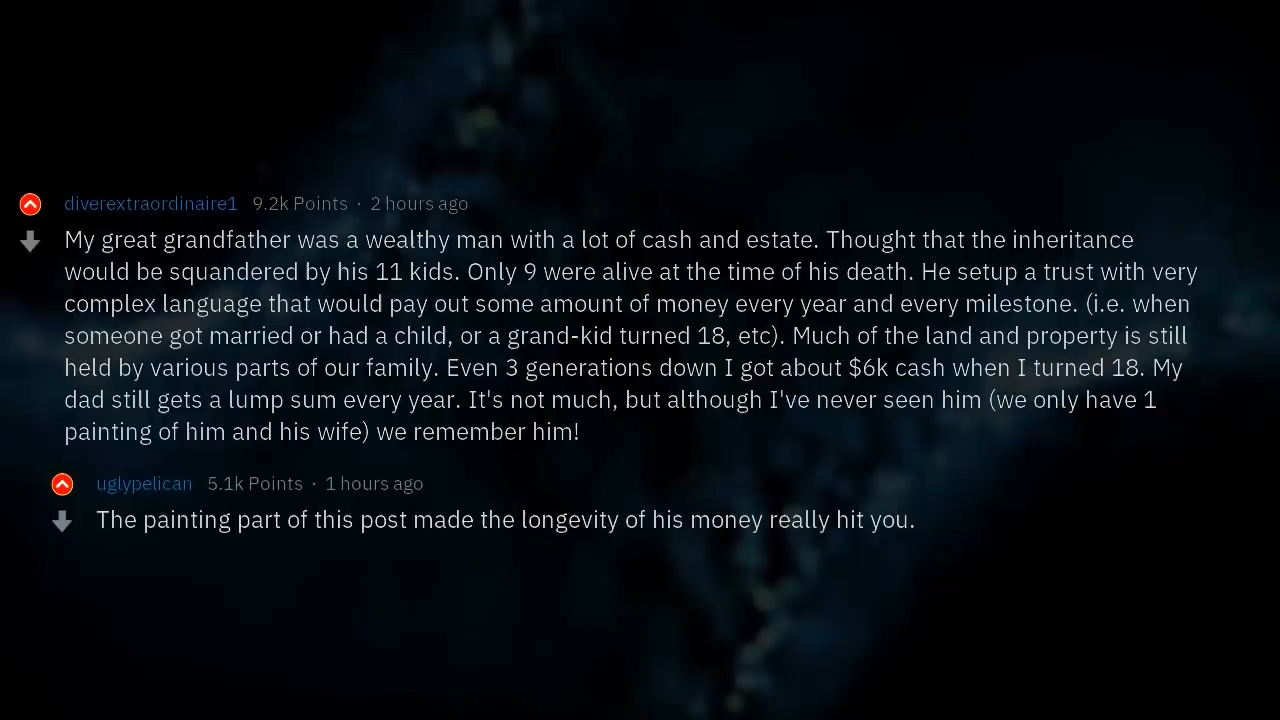 diverextraordinaire1 9.2k Points · 2 hours ago
My great grandfather was a wealthy man with a lot of cash and estate. Thought that the inheritance
would be squandered by his 11 kids. Only 9 were alive at the time of his death. He setup a trust with very
complex language that would pay out some amount of money every year and every milestone. (i.e. when
someone got married or had a child, or a grand-kid turned 18, etc). Much of the land and property is still
held by various parts of our family. Even 3 generations down I got about $6k cash when I turned 18. My
dad still gets a lump sum every year. It's not much, but although I've never seen him (we only have 1
painting of him and his wife) we remember him!
uglypelican 5.1k Points · 1 hours ago
The painting part of this post made the longevity of his money really hit you.